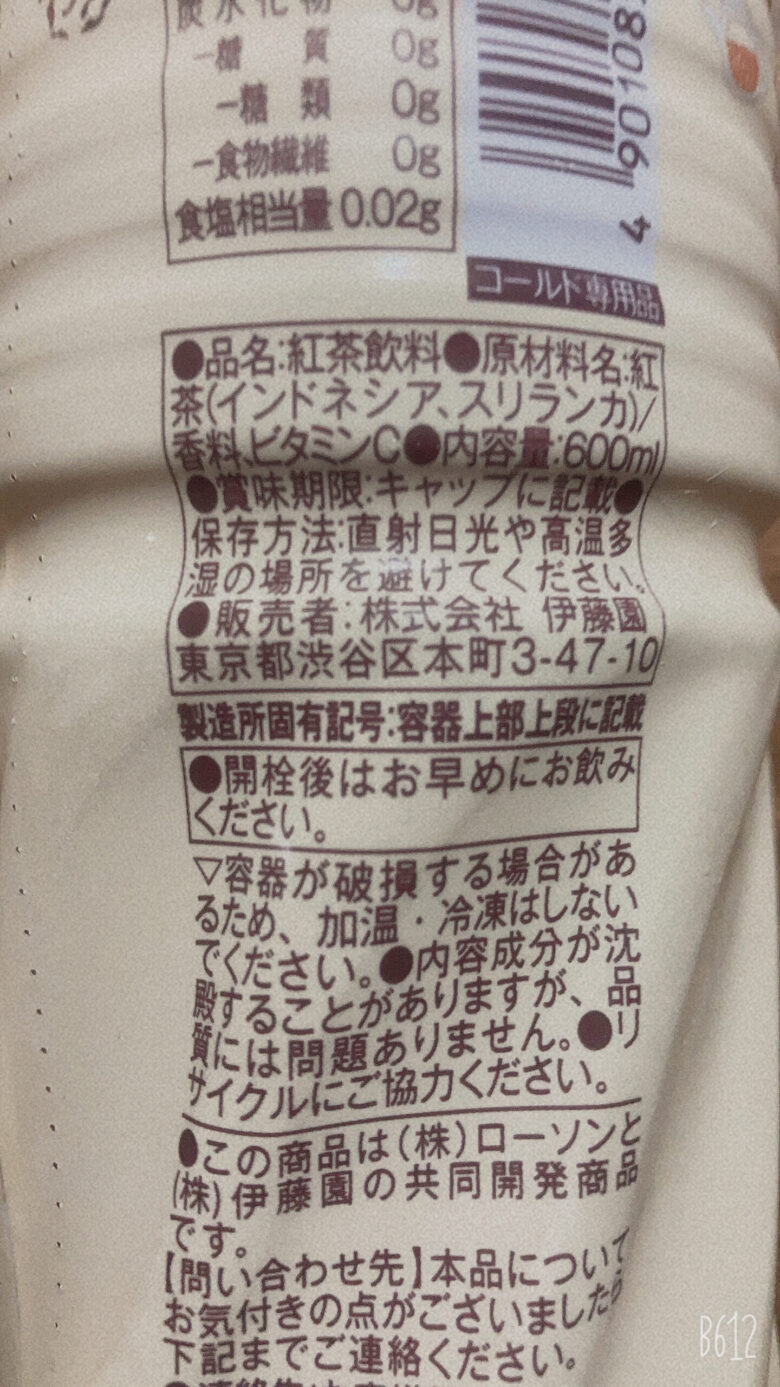 炭水化物 0g
－糖質 0g
－糖類 0g
－食物繊維 0g
食塩相当量 0.02g
4 901085
コールド専用品
●品名:紅茶飲料●原材料名:紅
茶(インドネシア、スリランカ)/
香料、ビタミンC●内容量:600ml
●賞味期限:キャップに記載●
保存方法:直射日光や高温多
湿の場所を避けてください。
●販売者:株式会社 伊藤園
東京都渋谷区本町3-47-10
製造所固有記号:容器上部上段に記載
●開栓後はお早めにお飲み
ください。
▽容器が破損する場合があ
るため、加温・冷凍はしない
でください。●内容成分が沈
殿することがありますが、品
質には問題ありません。●リ
サイクルにご協力ください。
●この商品は(株)ローソンと
(株)伊藤園の共同開発商品
です。
【問い合わせ先】本品について
お気付きの点がございましたら
下記までご連絡ください。
B612